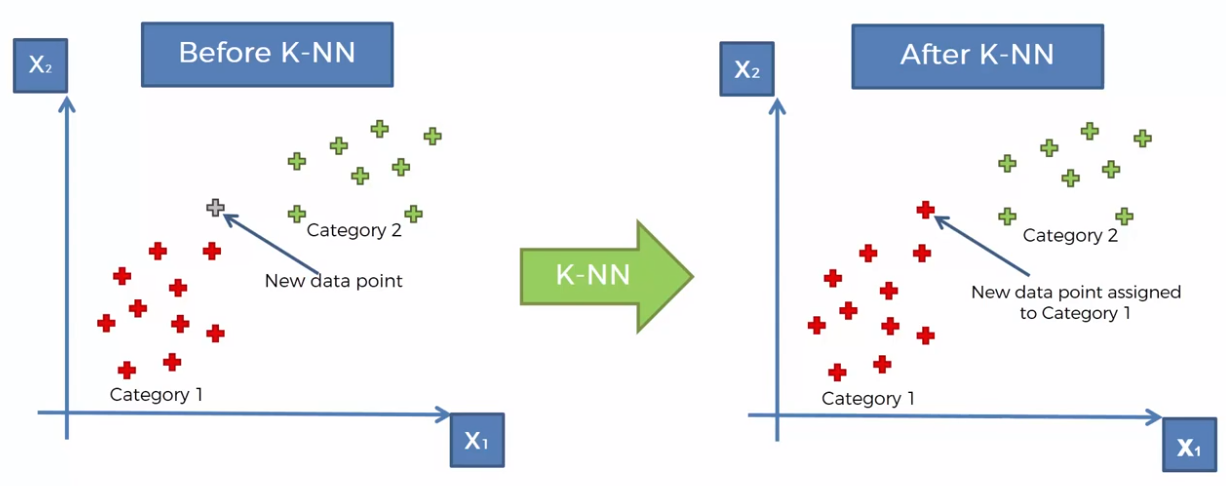 Before K-NN
X₂
Category 2
New data point
Category 1
X₁
K-NN
After K-NN
X₂
Category 2
New data point assigned
to Category 1
Category 1
X₁